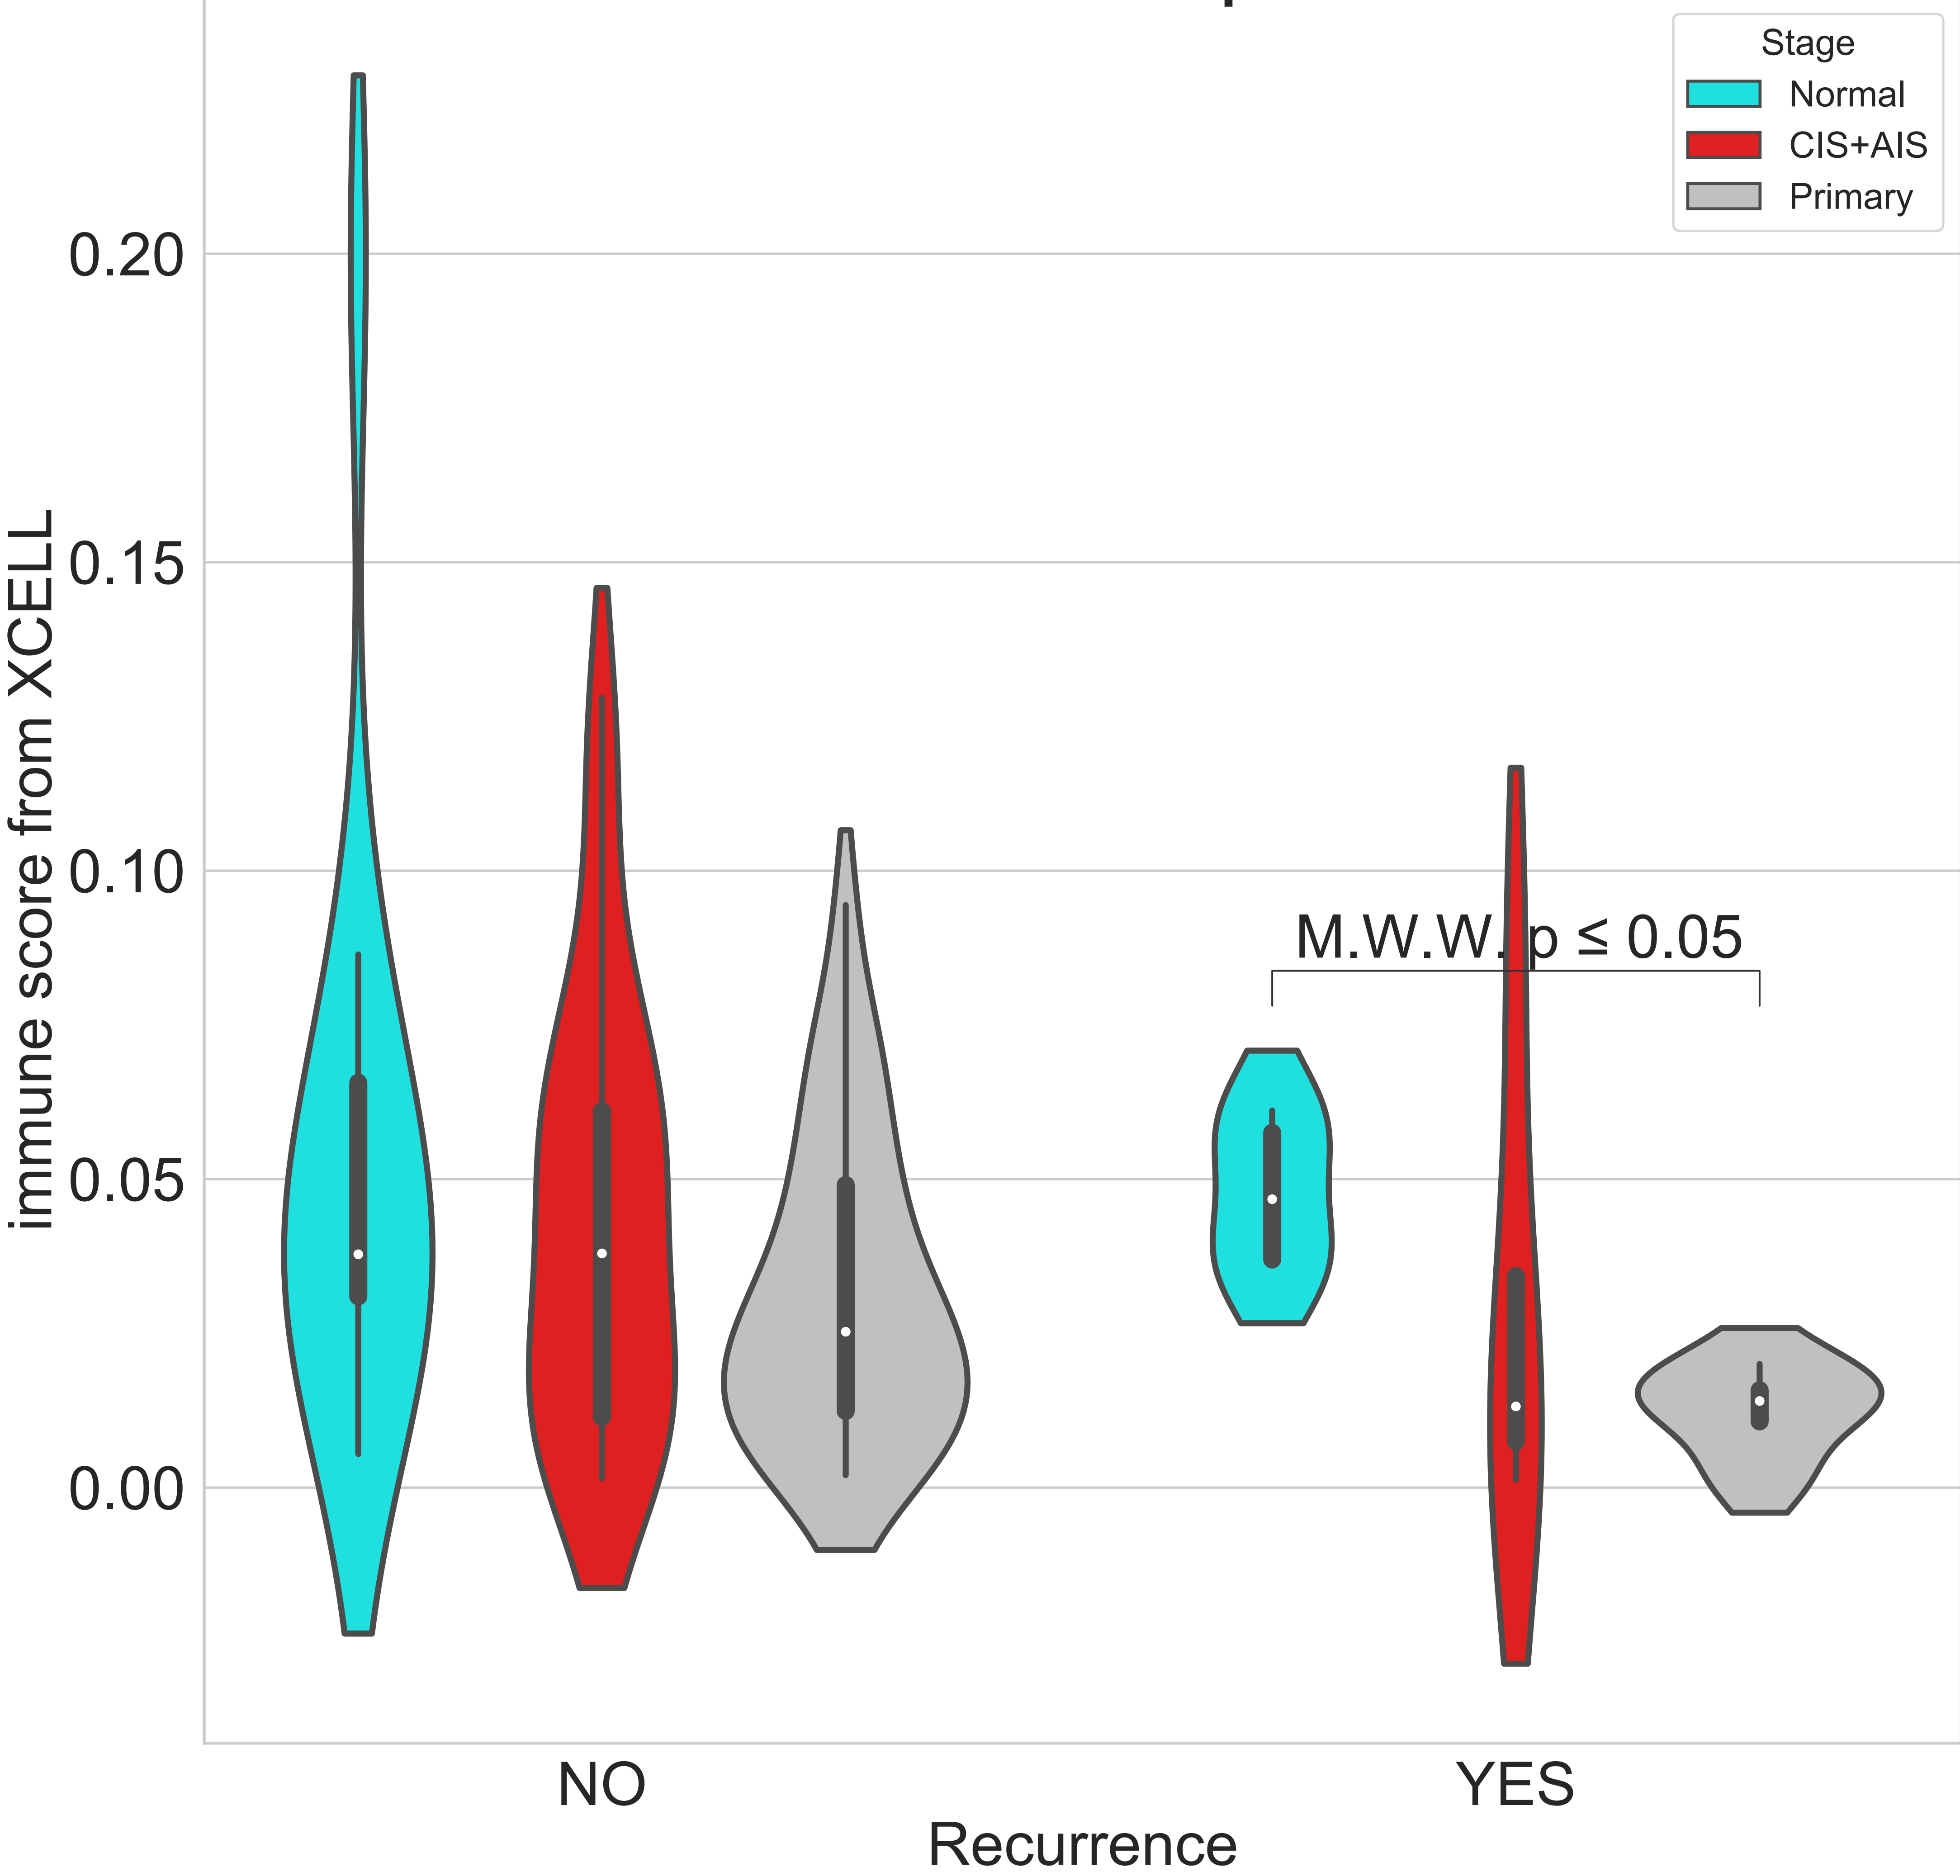 Stage
Normal
CIS+AIS
Primary
0.20
0.15
0.10
0.05
0.00
immune score from XCELL
M.W.W. p ≤ 0.05
NO
YES
Recurrence